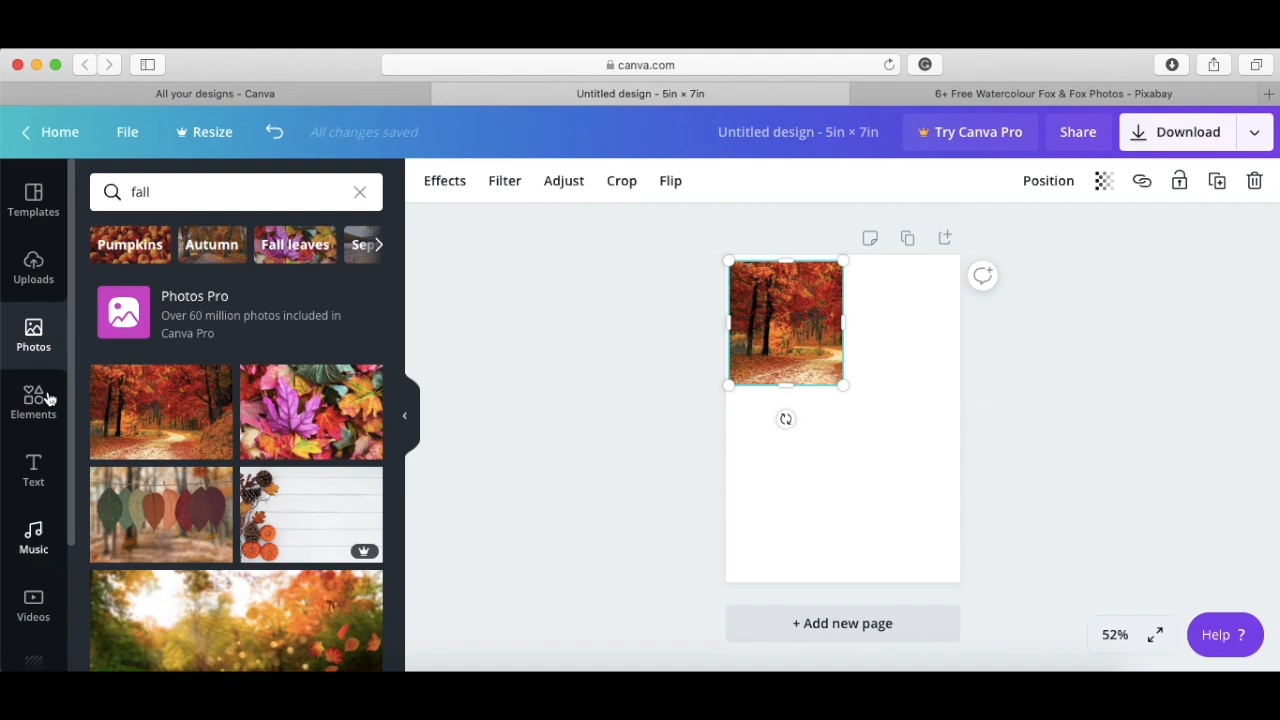 canva.com
All your designs - Canva
Untitled design - 5in × 7in
6+ Free Watercolour Fox & Fox Photos - Pixabay
Home
File
Resize
All changes saved
Untitled design - 5in × 7in
Try Canva Pro
Share
Download
Templates
Uploads
Photos
Elements
Text
Music
Videos
fall
Pumpkins
Autumn
Fall leaves
Sep
Photos Pro
Over 60 million photos included in
Canva Pro
Effects
Filter
Adjust
Crop
Flip
Position
+ Add new page
52%
Help ?